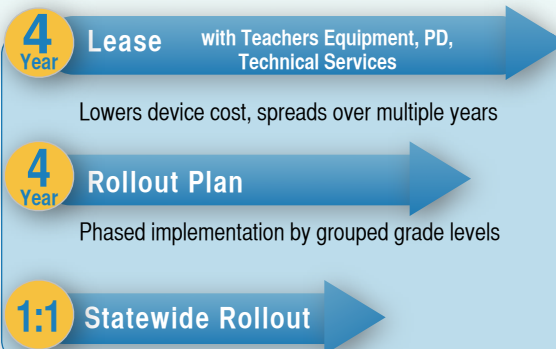 4
Year
Lease
with Teachers Equipment, PD,
Technical Services
Lowers device cost, spreads over multiple years
4
Year
Rollout Plan
Phased implementation by grouped grade levels
1:1
Statewide Rollout